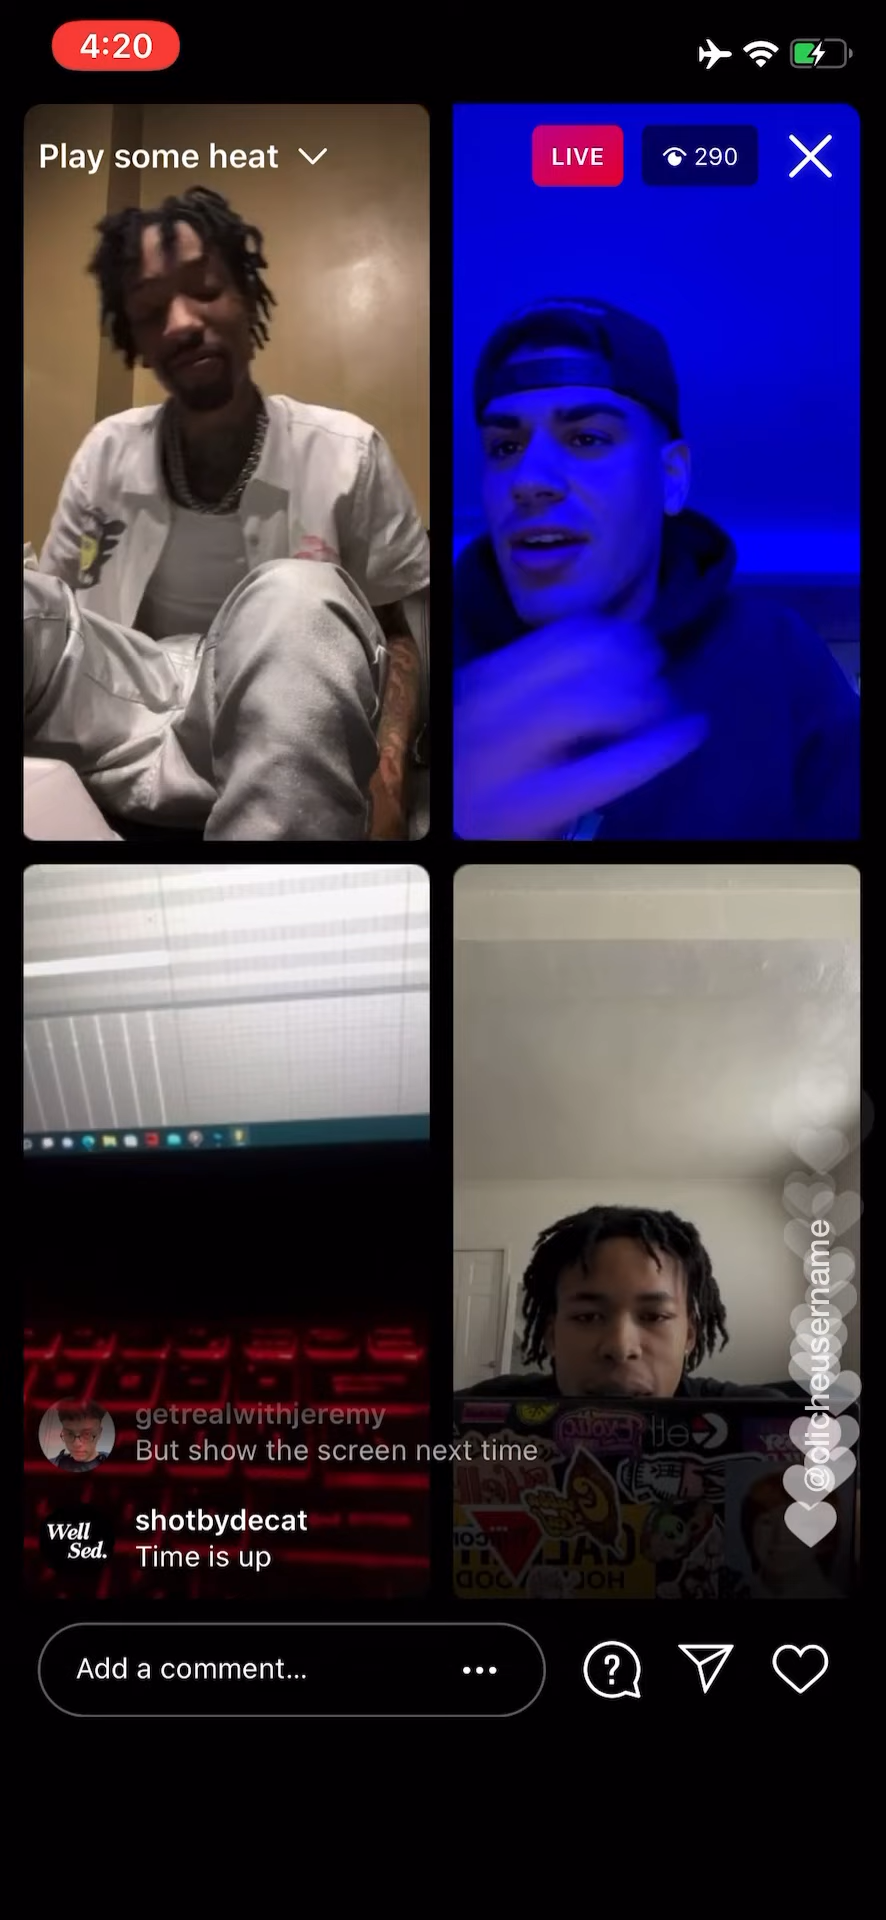 4:20
Play some heat
LIVE
290
@olicheusername
getrealwithjeremy
But show the screen next time
Well
Sed.
shotbydecat
Time is up
Add a comment...